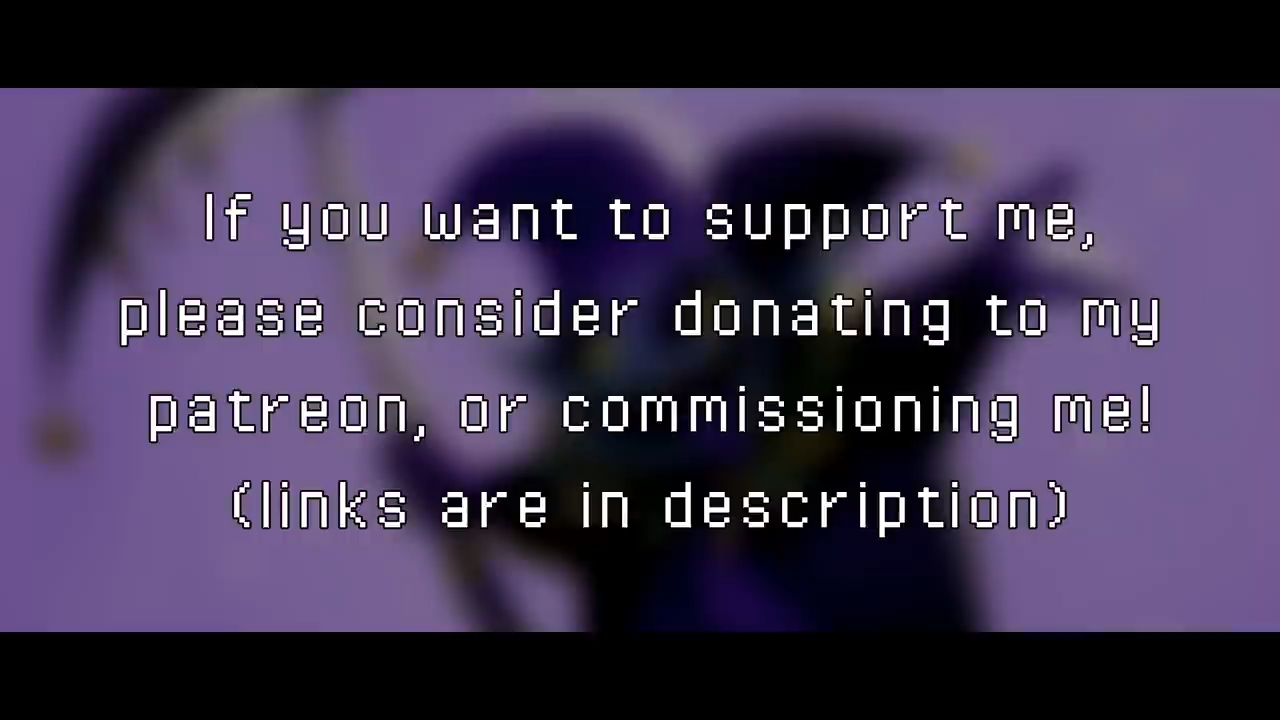 If you want to support me,
please consider donating to my
patreon, or commissioning me!
(links are in description)